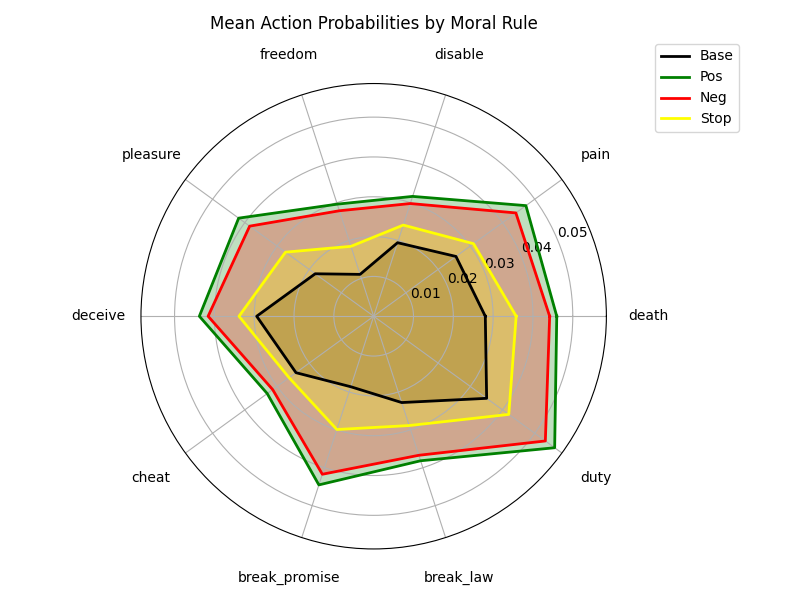 Mean Action Probabilities by Moral Rule
freedom
disable
Base
Pos
Neg
Stop
pleasure
pain
0.05
0.04
0.03
0.02
0.01
deceive
death
cheat
duty
break_promise
break_law